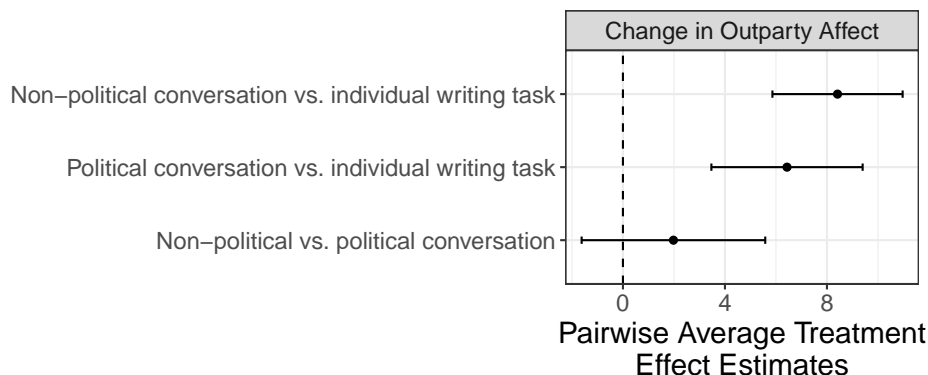 Change in Outparty Affect
Non−political conversation vs. individual writing task
Political conversation vs. individual writing task
Non−political vs. political conversation
0 4 8
Pairwise Average Treatment
Effect Estimates